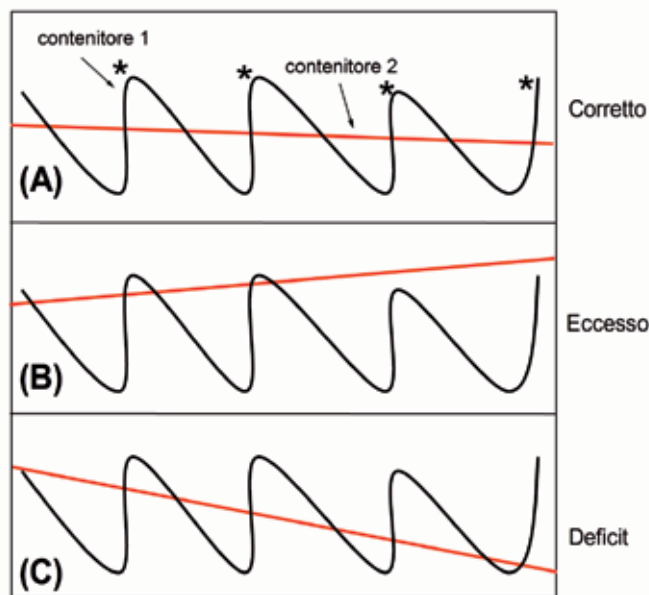 contenitore 1
*
*
contenitore 2
*
*
Corretto
(A)
Eccesso
(B)
Deficit
(C)